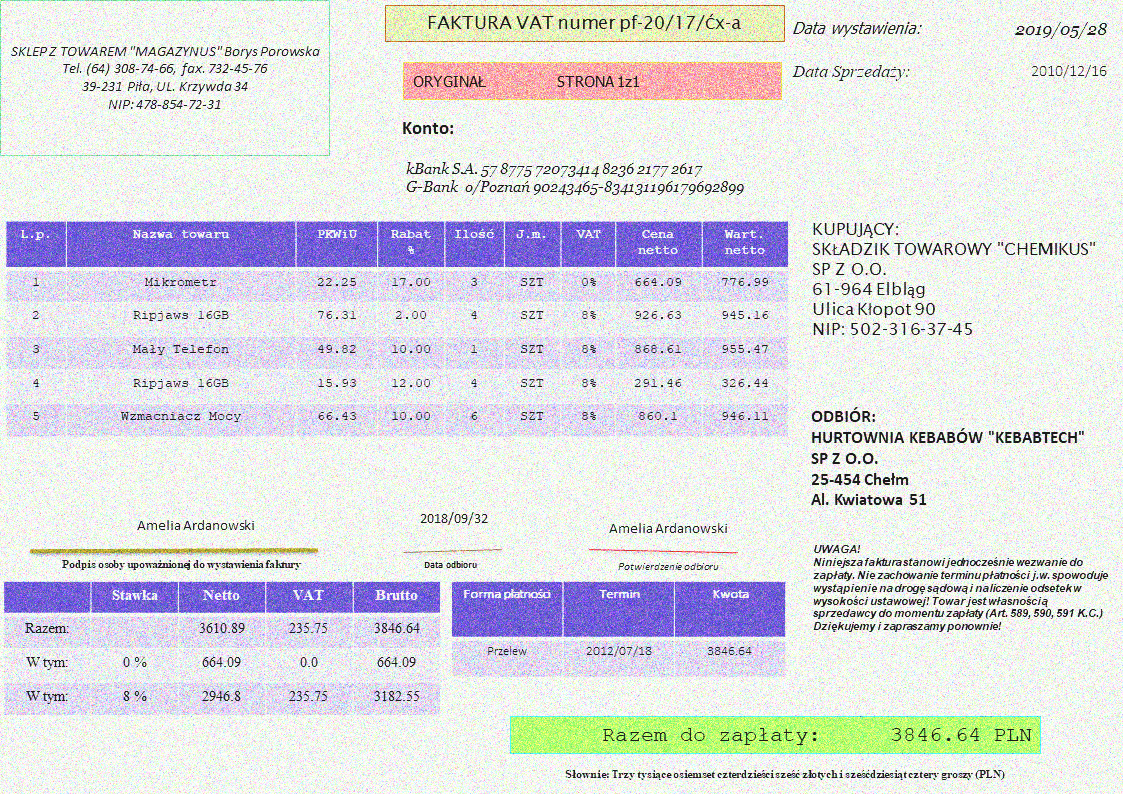 SKLEP Z TOWAREM "MAGAZYNUS" Borys Porowska
Tel. (64) 308-74-66, fax. 732-45-76
39-231 Piła, UL. Krzywda 34
NIP: 478-854-72-31
FAKTURA VAT numer pf-20/17/Ćx-a
ORYGINAŁ STRONA 1z1
Data wystawienia: 2019/05/28
Data Sprzedaży: 2010/12/16
Konto:
kBank S.A. 57 8775 72073414 8236 2177 2617
G-Bank o/Poznań 90243465-834131196179692899
L.p. Nazwa towaru PKWiU Rabat % Ilość J.m. VAT Cena netto Wart. netto
1 Mikrometr 22.25 17.00 3 SZT 0% 664.09 776.99
2 Ripjaws 16GB 76.31 2.00 4 SZT 8% 926.63 945.16
3 Mały Telefon 49.82 10.00 1 SZT 8% 868.61 955.47
4 Ripjaws 16GB 15.93 12.00 4 SZT 8% 291.46 326.44
5 Wzmacniacz Mocy 66.43 10.00 6 SZT 8% 860.1 946.11
KUPUJĄCY:
SKŁADZIK TOWAROWY "CHEMIKUS"
SP Z O.O.
61-964 Elbląg
Ulica Kłopot 90
NIP: 502-316-37-45
ODBIÓR:
HURTOWNIA KEBABÓW "KEBABTECH"
SP Z O.O.
25-454 Chełm
Al. Kwiatowa 51
Amelia Ardanowski
Podpis osoby upoważnionej do wystawienia faktury
2018/09/32
Data odbioru
Amelia Ardanowski
Potwierdzenie odbioru
UWAGA!
Niniejsza faktura stanowi jednocześnie wezwanie do
zapłaty. Nie zachowanie terminu płatności j.w. spowoduje
wystąpienie na drogę sądową i naliczenie odsetek w
wysokości ustawowej! Towar jest własnością
sprzedawcy do momentu zapłaty (Art. 589, 590, 591 K.C.)
Dziękujemy i zapraszamy ponownie!
Stawka Netto VAT Brutto
Razem: 3610.89 235.75 3846.64
W tym: 0 % 664.09 0.0 664.09
W tym: 8 % 2946.8 235.75 3182.55
Forma płatności Termin Kwota
Przelew 2012/07/18 3846.64
Razem do zapłaty: 3846.64 PLN
Słownie: Trzy tysiące osiemset czterdzieści sześć złotych i sześćdziesiąt cztery groszy (PLN)